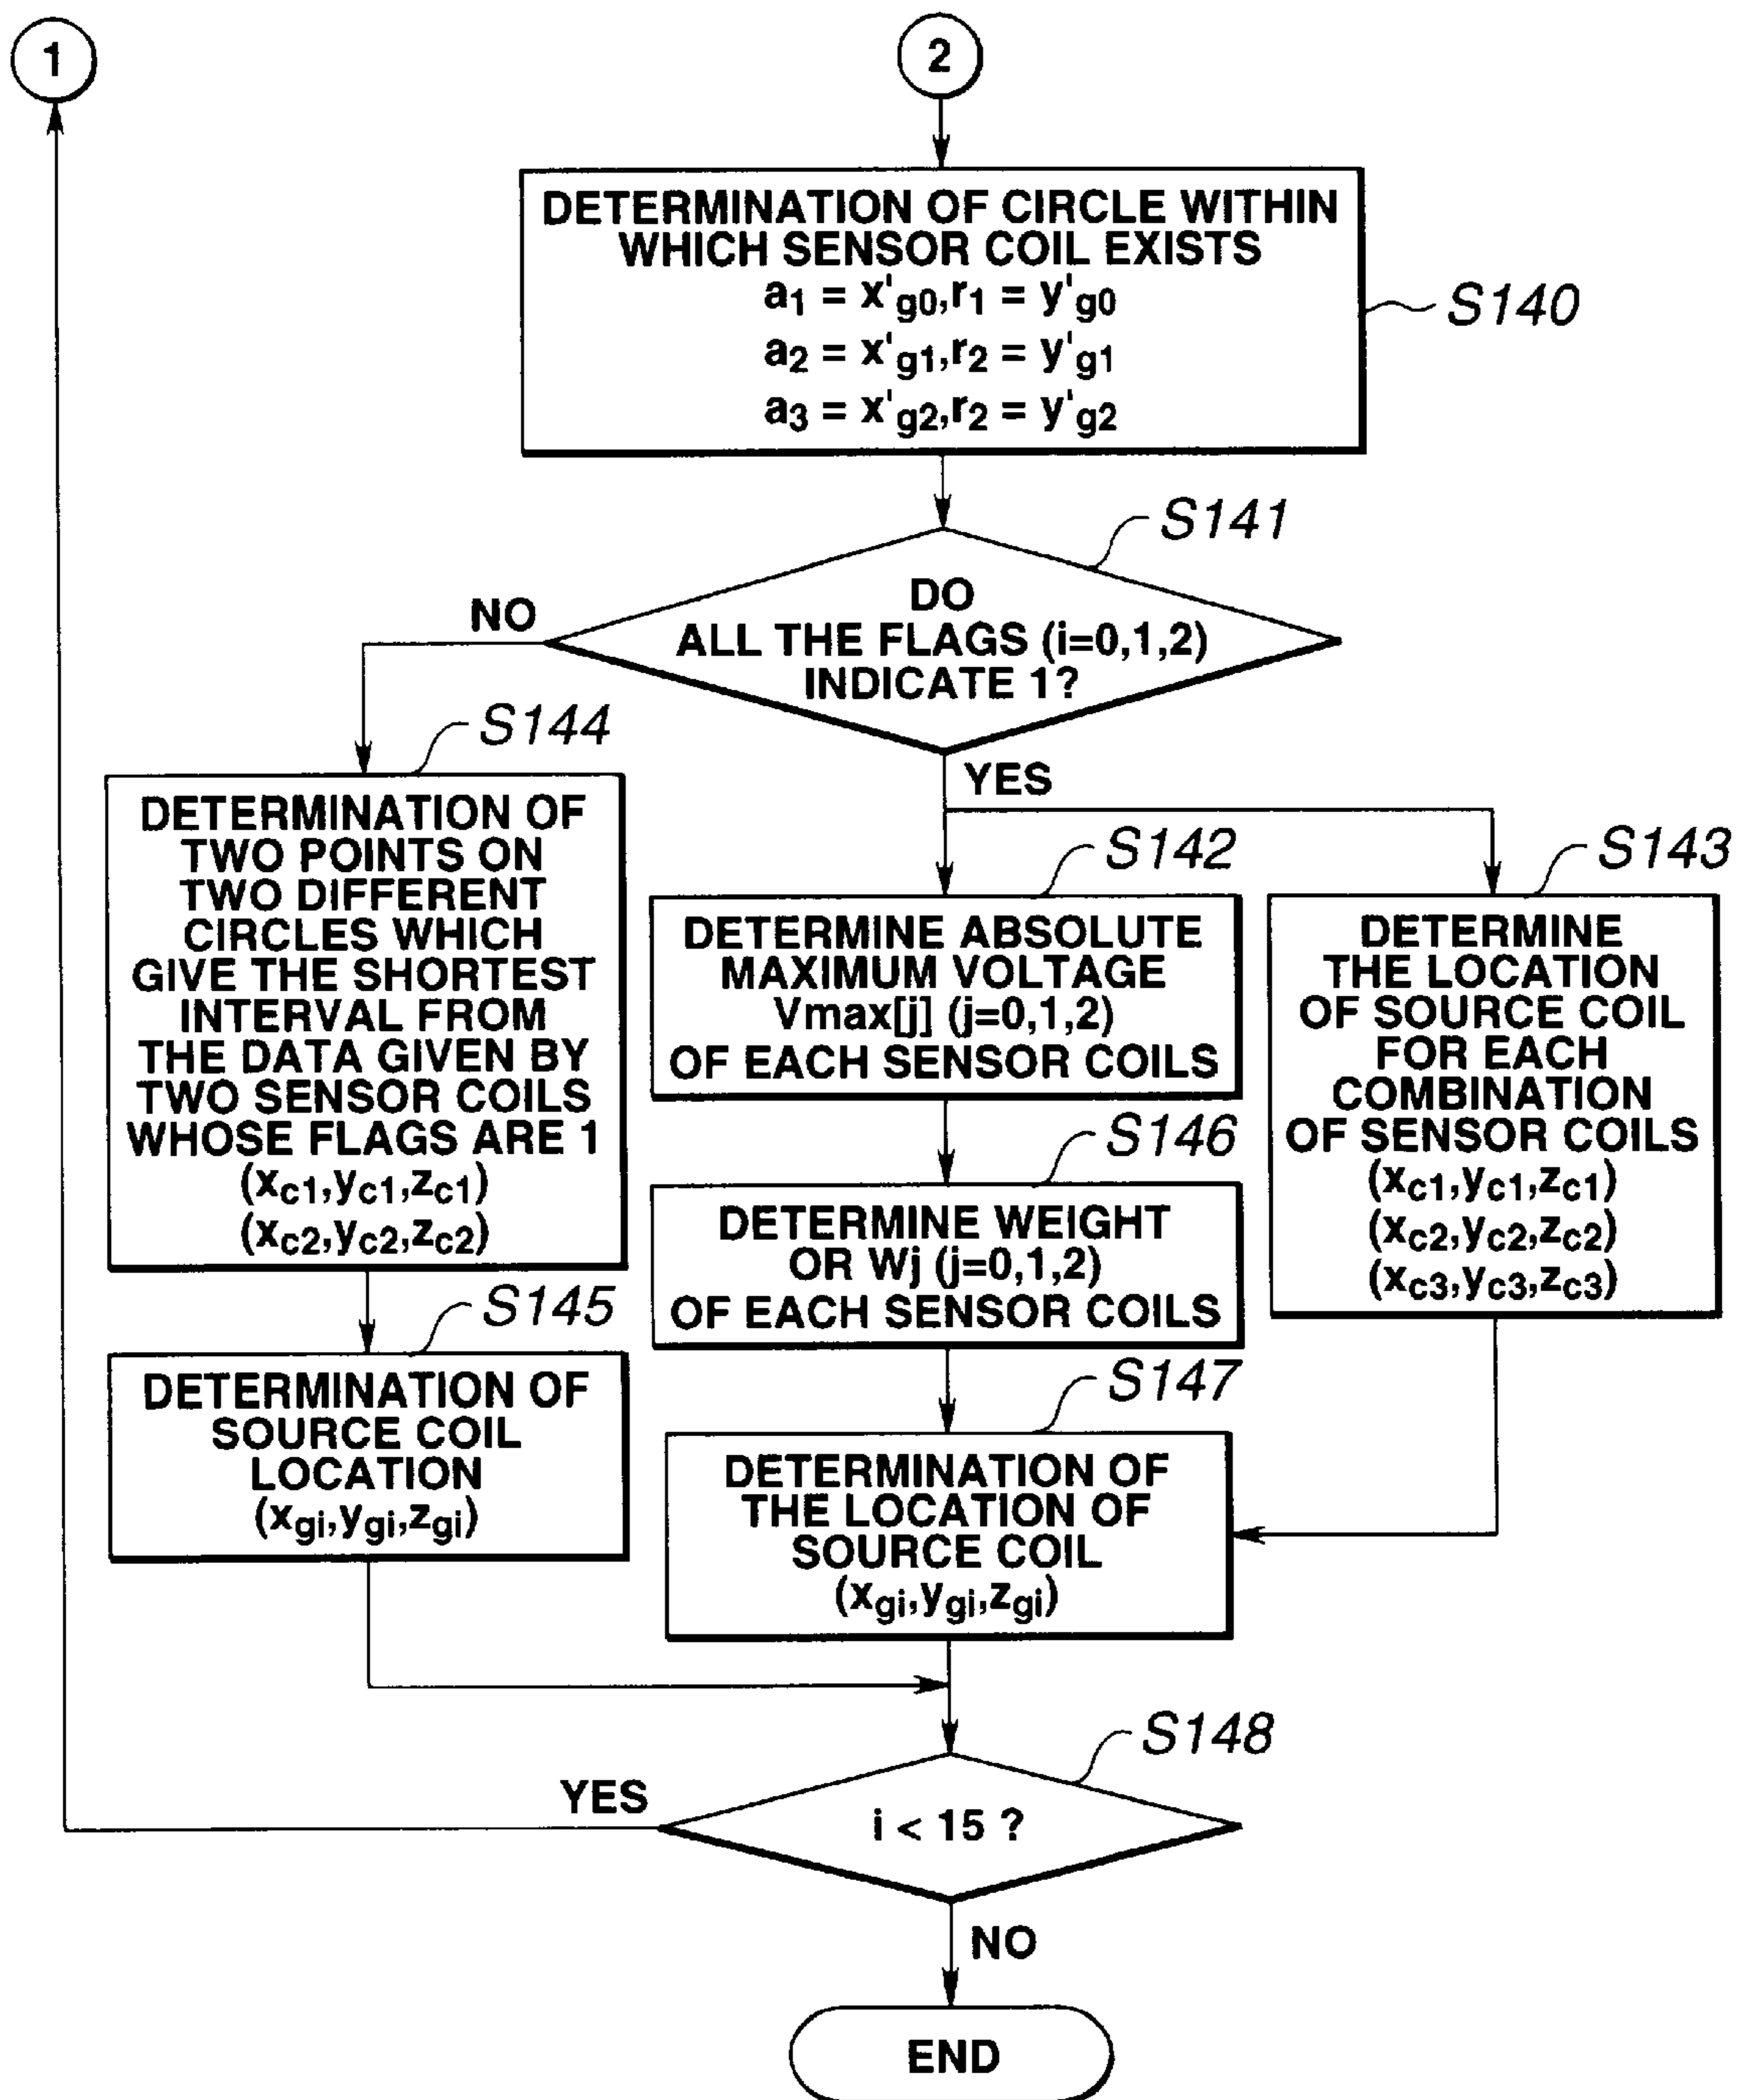 1
2
DETERMINATION OF CIRCLE WITHIN
WHICH SENSOR COIL EXISTS
a1 = x'g0,r1 = y'g0
a2 = x'g1,r2 = y'g1
a3 = x'g2,r2 = y'g2
S140
S141
DO
ALL THE FLAGS (i=0,1,2)
INDICATE 1?
NO
YES
S144
DETERMINATION OF
TWO POINTS ON
TWO DIFFERENT
CIRCLES WHICH
GIVE THE SHORTEST
INTERVAL FROM
THE DATA GIVEN BY
TWO SENSOR COILS
WHOSE FLAGS ARE 1
(xc1,yc1,zc1)
(xc2,yc2,zc2)
S142
DETERMINE ABSOLUTE
MAXIMUM VOLTAGE
Vmax[j] (j=0,1,2)
OF EACH SENSOR COILS
S143
DETERMINE
THE LOCATION
OF SOURCE COIL
FOR EACH
COMBINATION
OF SENSOR COILS
(xc1,yc1,zc1)
(xc2,yc2,zc2)
(xc3,yc3,zc3)
S146
DETERMINE WEIGHT
OR Wj (j=0,1,2)
OF EACH SENSOR COILS
S145
DETERMINATION OF
SOURCE COIL
LOCATION
(xgi,ygi,zgi)
S147
DETERMINATION OF
THE LOCATION OF
SOURCE COIL
(xgi,ygi,zgi)
S148
i < 15 ?
YES
NO
END